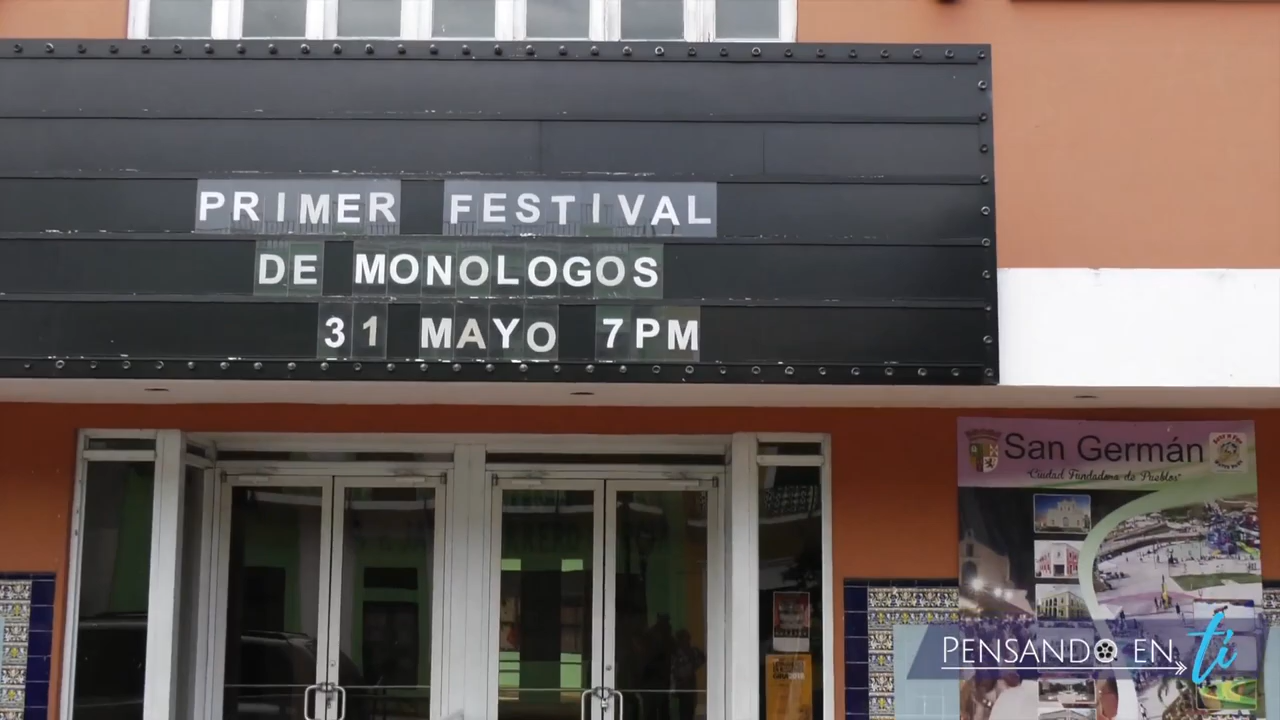 PRIMER FESTIVAL
DE MONOLOGOS
31 MAYO 7PM
San Germán
"Ciudad Fundadora de Pueblos"
PENSANDO EN ti